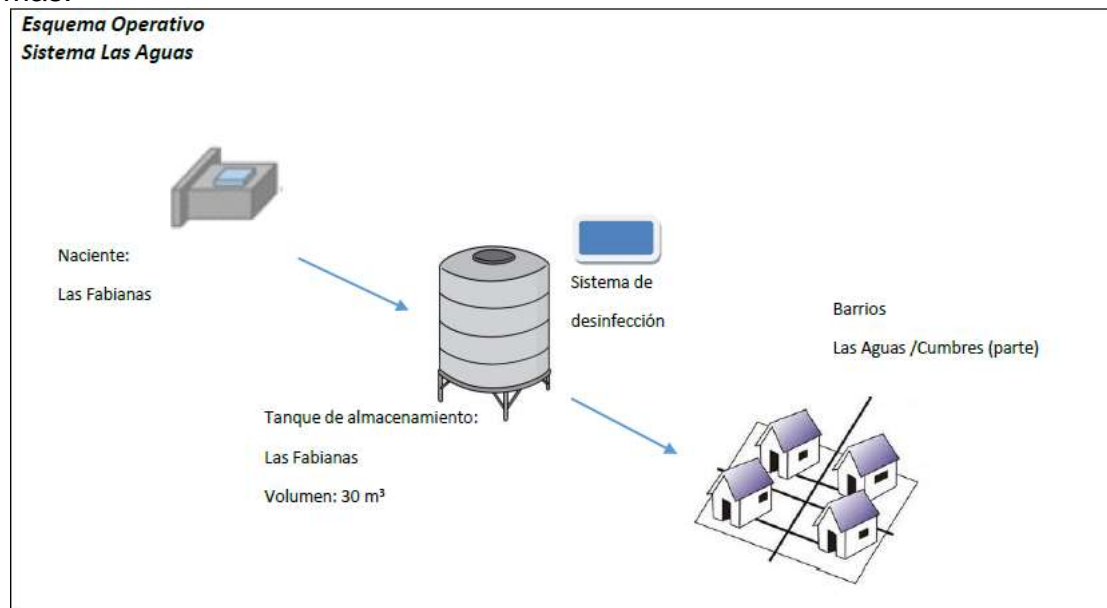 Esquema Operativo
Sistema Las Aguas
Naciente:
Las Fabianas
Sistema de
desinfección
Barrios
Las Aguas /Cumbres (parte)
Tanque de almacenamiento:
Las Fabianas
Volumen: 30 m³